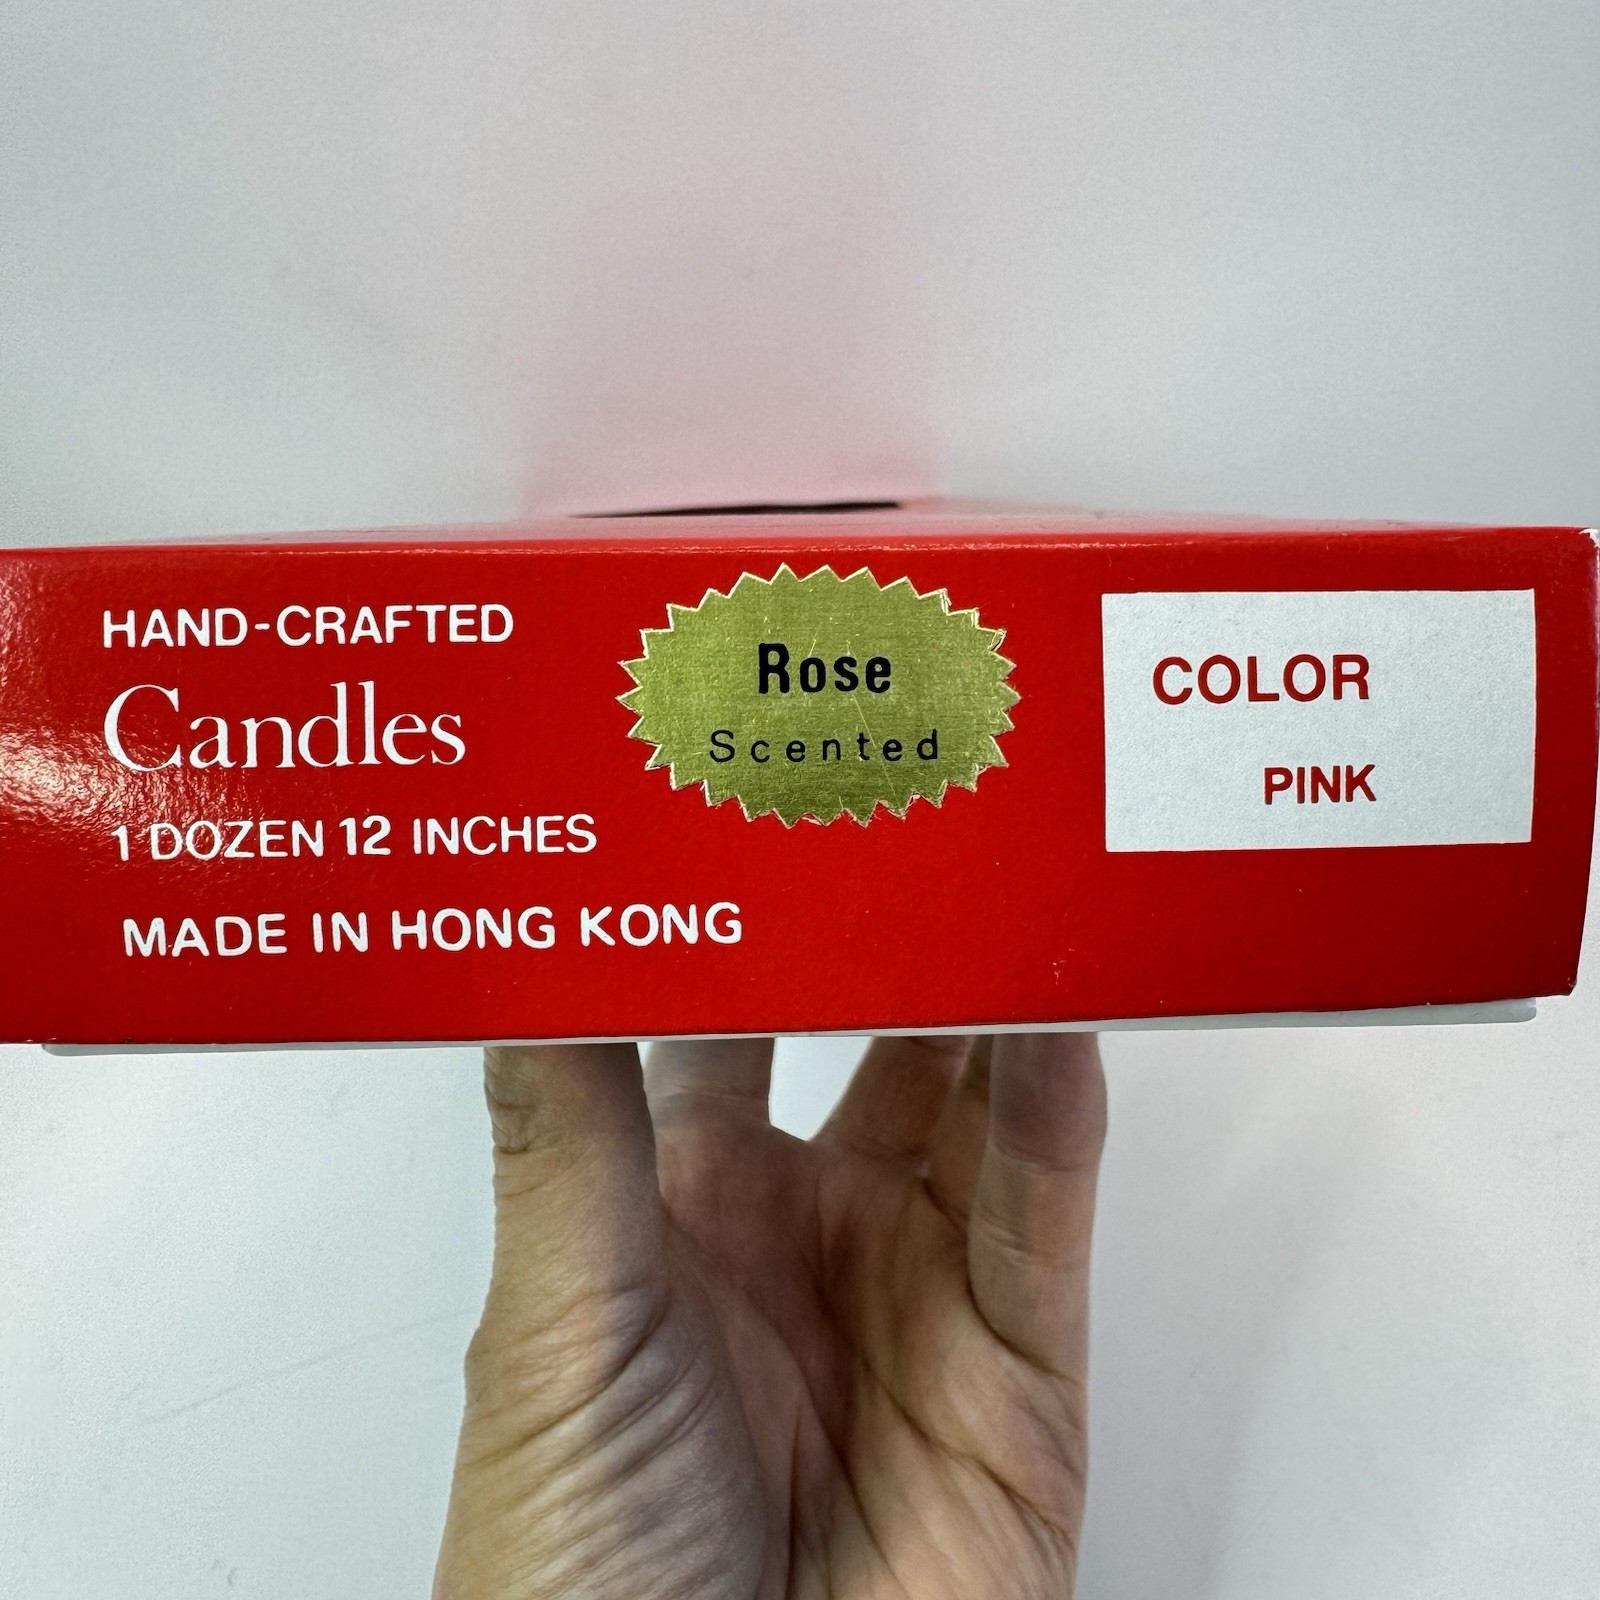 HAND-CRAFTED
Candles
1 DOZEN 12 INCHES
MADE IN HONG KONG
Rose
Scented
COLOR
PINK